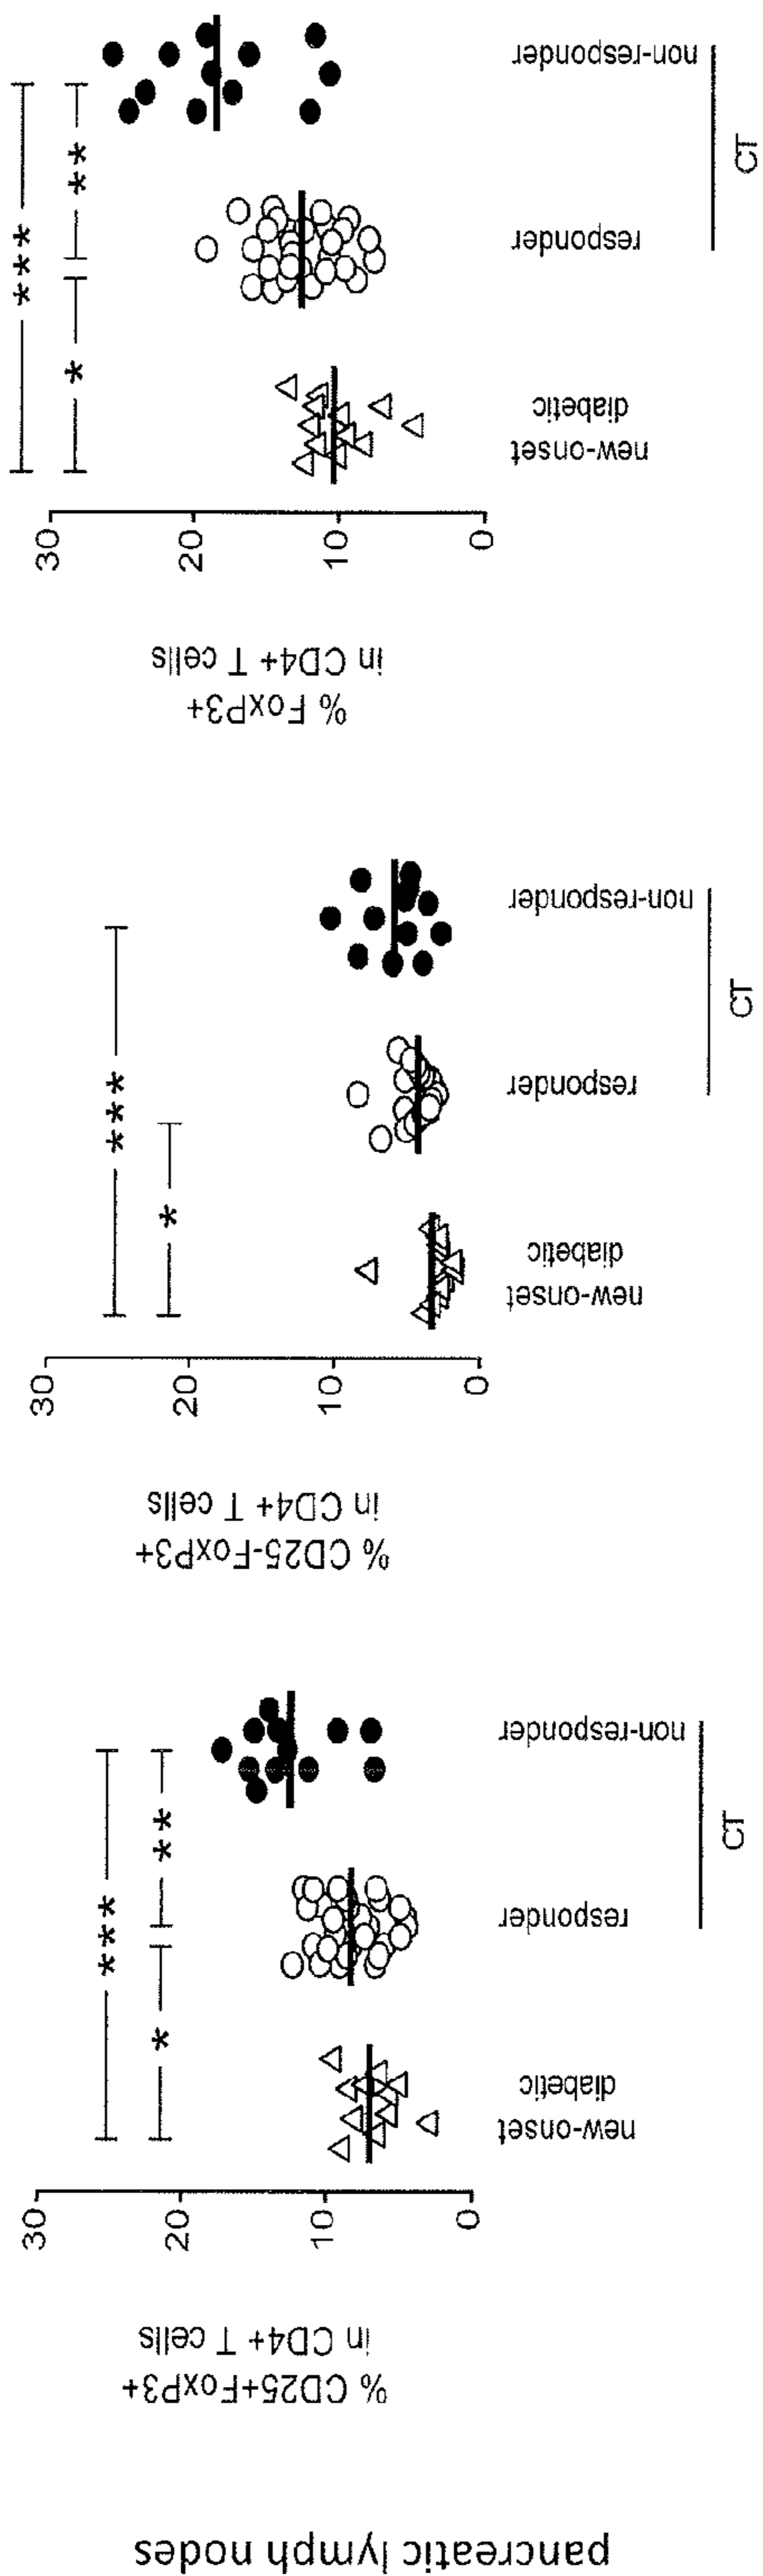 pancreatic lymph nodes
% CD25+FoxP3+
in CD4+ T cells
30
20
10
0
***
*
**
new-onset
diabetic
responder
non-responder
CT
% CD25-FoxP3+
in CD4+ T cells
30
20
10
0
***
*
new-onset
diabetic
responder
non-responder
CT
% FoxP3+
in CD4+ T cells
30
20
10
0
***
*
**
new-onset
diabetic
responder
non-responder
CT